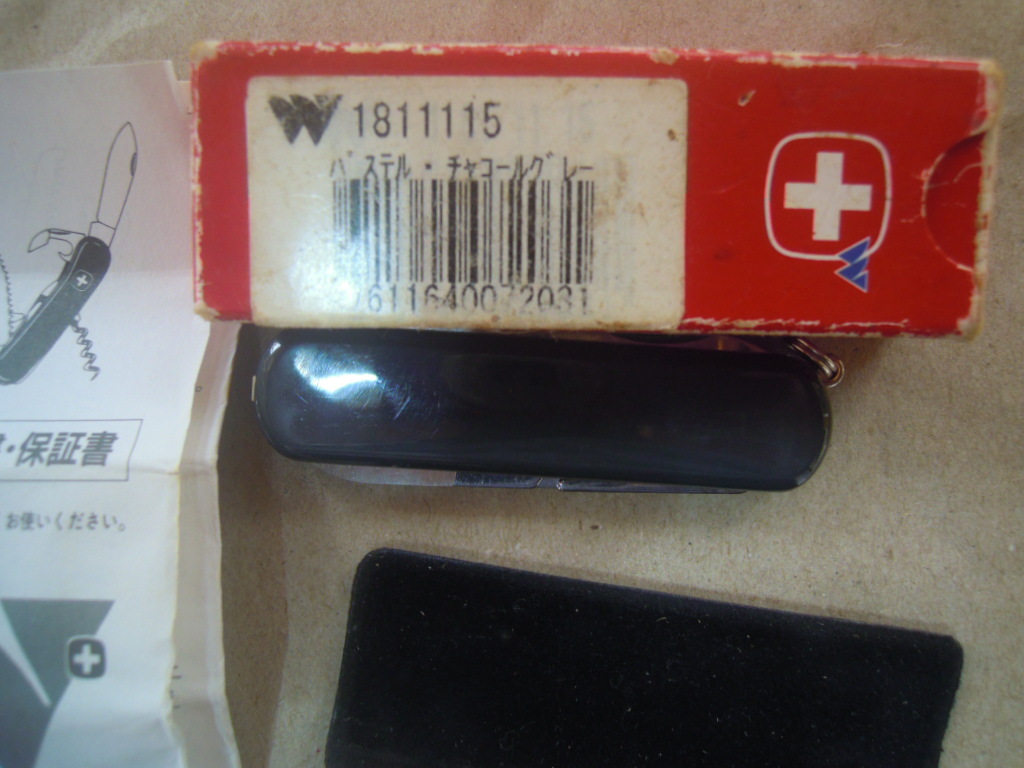 W 1811115
ﾊﾟｽﾃﾙ・ﾁｬｺｰﾙｸﾞﾚｰ
7611640072031
・保証書
お使いください。